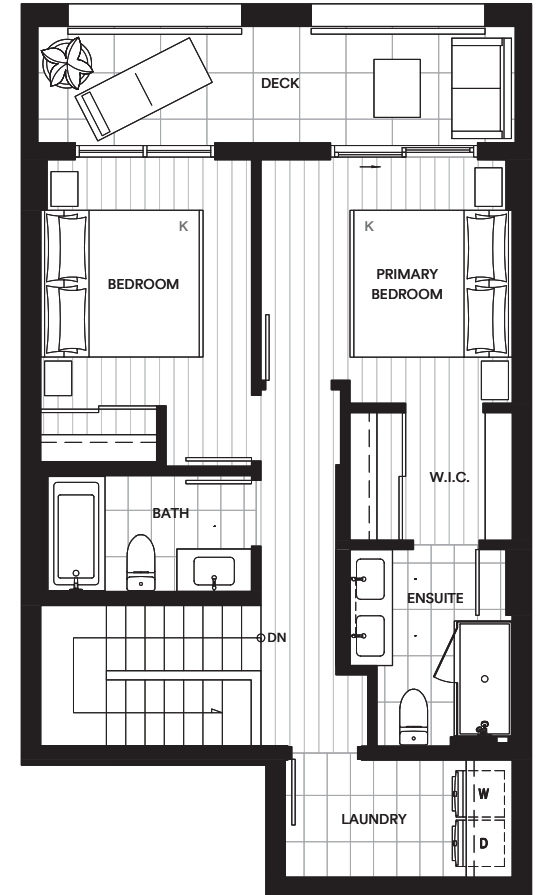 DECK
K
K
BEDROOM
PRIMARY
BEDROOM
W.I.C.
BATH
ENSUITE
DN
W
LAUNDRY
D